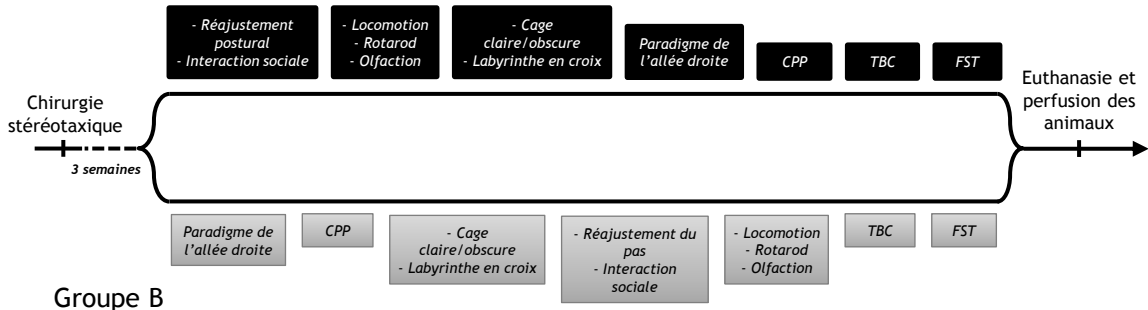 - Réajustement
postural
- Interaction sociale
- Locomotion
- Rotarod
- Olfaction
- Cage
claire/obscure
- Labyrinthe en croix
Paradigme de
l'allée droite
CPP
TBC
FST
Chirurgie
stéréotaxique
3 semaines
Euthanasie et
perfusion des
animaux
Paradigme de
l'allée droite
CPP
- Cage
claire/obscure
- Labyrinthe en croix
- Réajustement du
pas
- Interaction
sociale
- Locomotion
- Rotarod
- Olfaction
TBC
FST
Groupe B